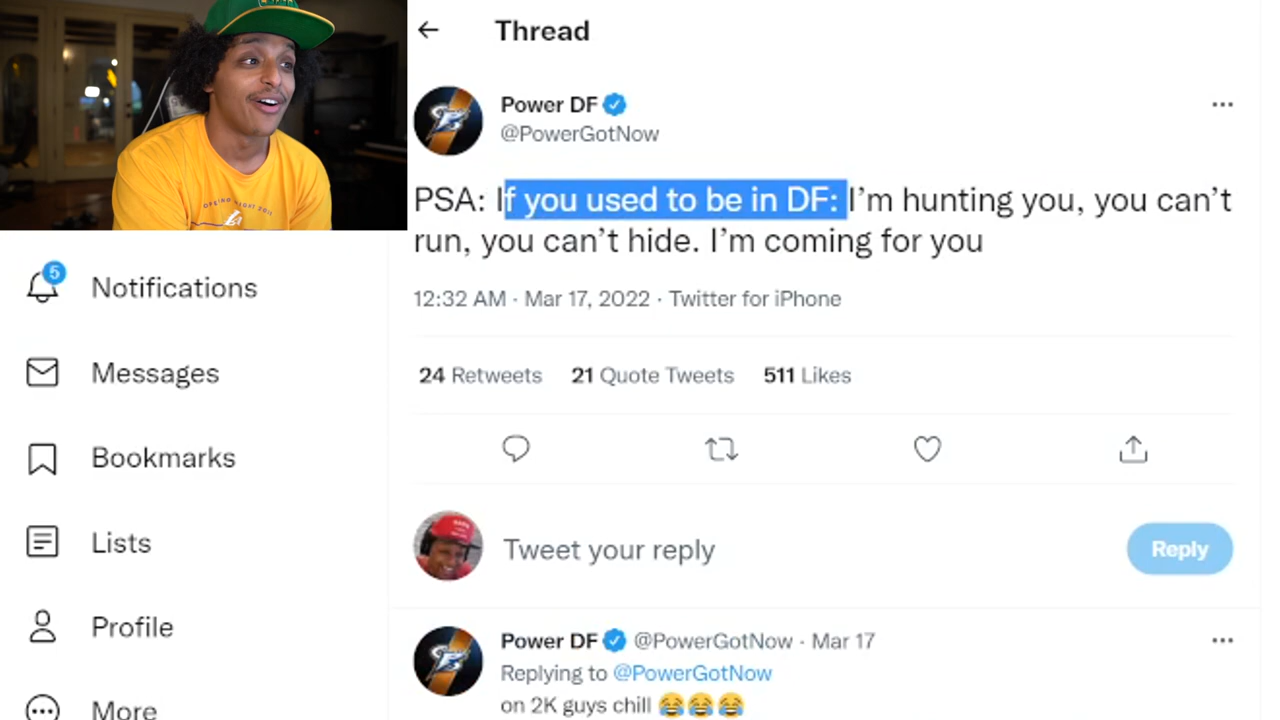 Thread
Power DF
@PowerGotNow
PSA: If you used to be in DF: I’m hunting you, you can’t
run, you can’t hide. I’m coming for you
12:32 AM · Mar 17, 2022 · Twitter for iPhone
24 Retweets 21 Quote Tweets 511 Likes
Tweet your reply
Reply
Power DF @PowerGotNow · Mar 17
Replying to @PowerGotNow
on 2K guys chill 😂😂😂
5
Notifications
Messages
Bookmarks
Lists
Profile
More